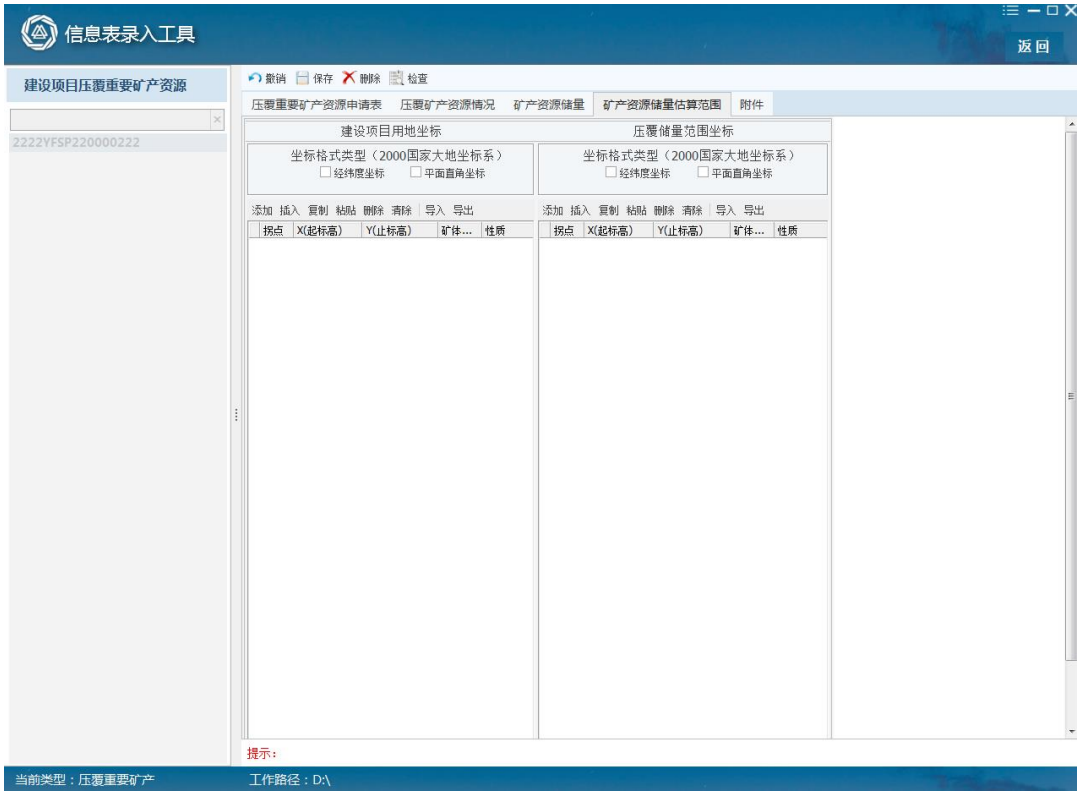 信息表录入工具
返回
建设项目压覆重要矿产资源
2222YFSP220000222
撤销 保存 删除 检查
压覆重要矿产资源申请表 压覆矿产资源情况 矿产资源储量 矿产资源储量估算范围 附件
建设项目用地坐标 压覆储量范围坐标
坐标格式类型（2000国家大地坐标系） 坐标格式类型（2000国家大地坐标系）
经纬度坐标 平面直角坐标 经纬度坐标 平面直角坐标
添加 插入 复制 粘贴 删除 清除 导入 导出 添加 插入 复制 粘贴 删除 清除 导入 导出
拐点 X(起标高) Y(止标高) 矿体... 性质 拐点 X(起标高) Y(止标高) 矿体... 性质
提示：
当前类型：压覆重要矿产 工作路径：D:\